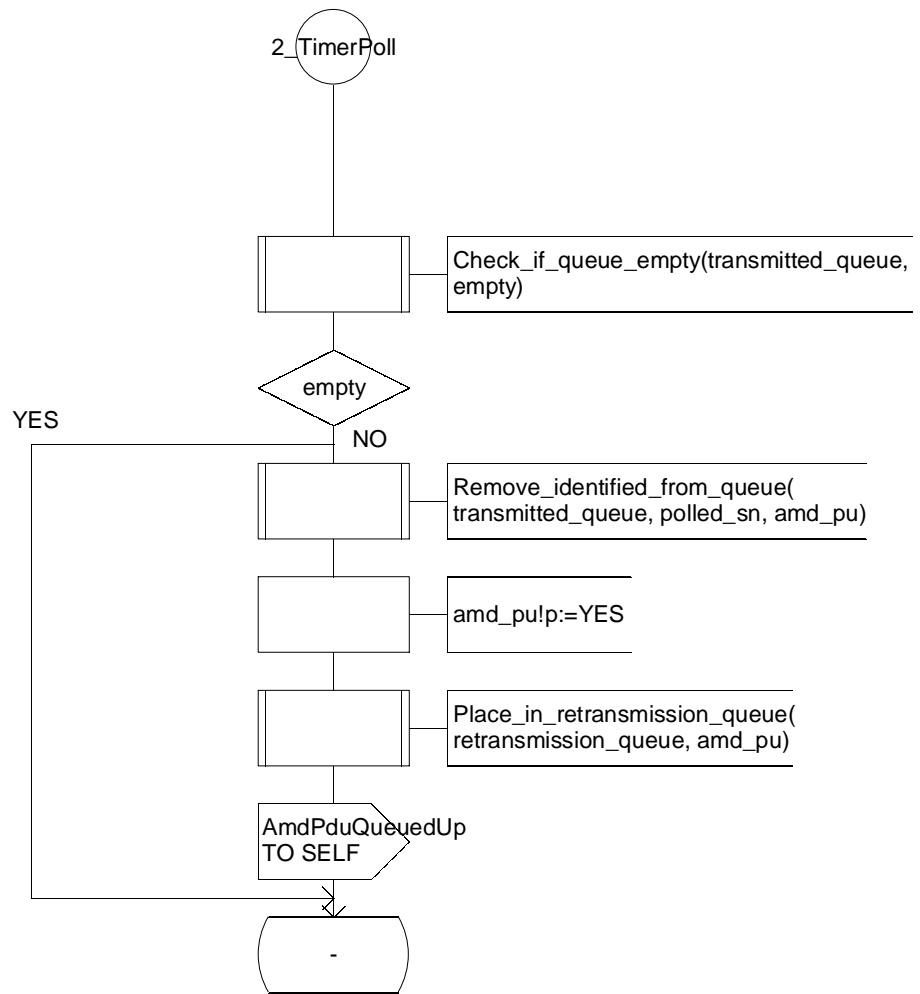 2_TimerPoll
Check_if_queue_empty(transmitted_queue,
empty)
empty
YES
NO
Remove_identified_from_queue(
transmitted_queue, polled_sn, amd_pu)
amd_pu!p:=YES
Place_in_retransmission_queue(
retransmission_queue, amd_pu)
AmdPduQueuedUp
TO SELF
-